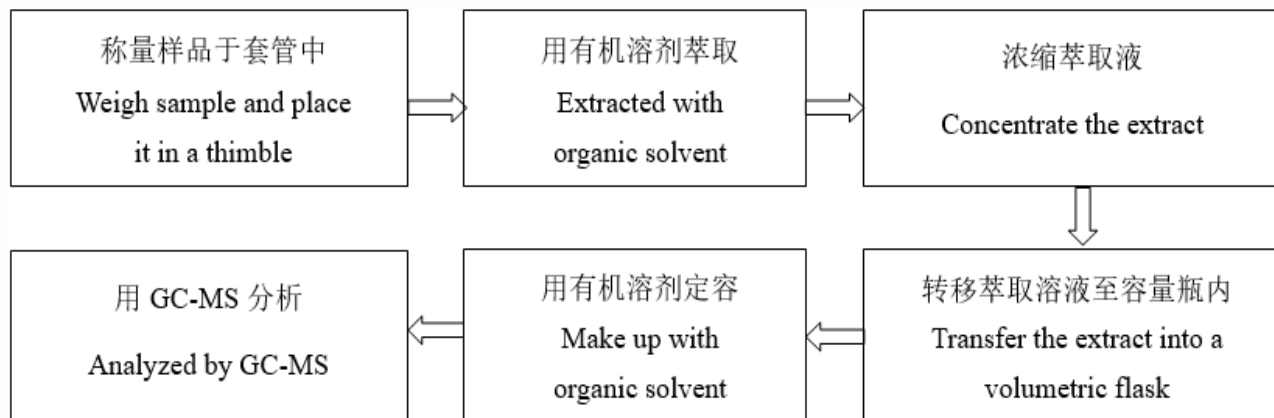 称量样品于套管中
Weigh sample and place
it in a thimble
用有机溶剂萃取
Extracted with
organic solvent
浓缩萃取液
Concentrate the extract
转移萃取溶液至容量瓶内
Transfer the extract into a
volumetric flask
用有机溶剂定容
Make up with
organic solvent
用 GC-MS 分析
Analyzed by GC-MS